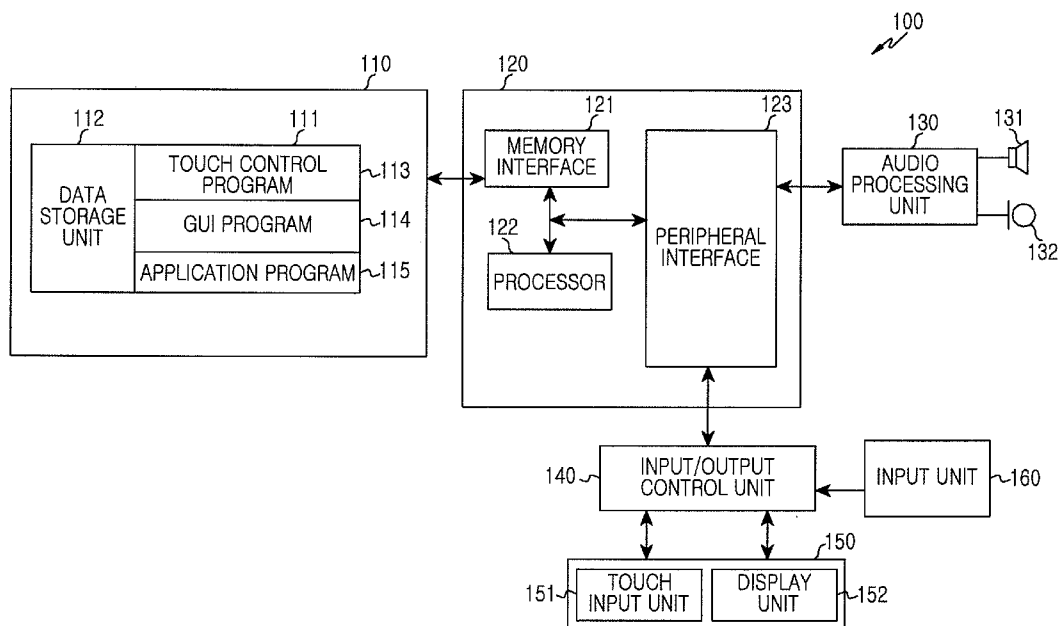 100
110
120
112
111
121
123
130
131
MEMORY
INTERFACE
TOUCH CONTROL
PROGRAM
113
DATA
STORAGE
UNIT
GUI PROGRAM
114
APPLICATION PROGRAM
115
122
PROCESSOR
PERIPHERAL
INTERFACE
AUDIO
PROCESSING
UNIT
132
140
INPUT/OUTPUT
CONTROL UNIT
INPUT UNIT
160
150
151
TOUCH
INPUT UNIT
DISPLAY
UNIT
152